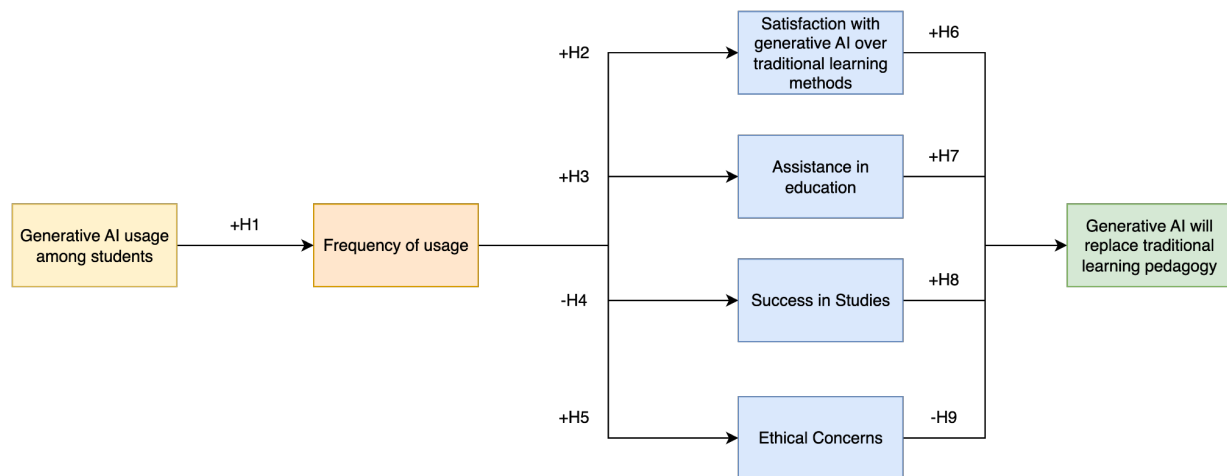 Generative AI usage
among students
+H1
Frequency of usage
+H2
+H3
-H4
+H5
Satisfaction with
generative AI over
traditional learning
methods
Assistance in
education
Success in Studies
Ethical Concerns
+H6
+H7
+H8
-H9
Generative AI will
replace traditional
learning pedagogy